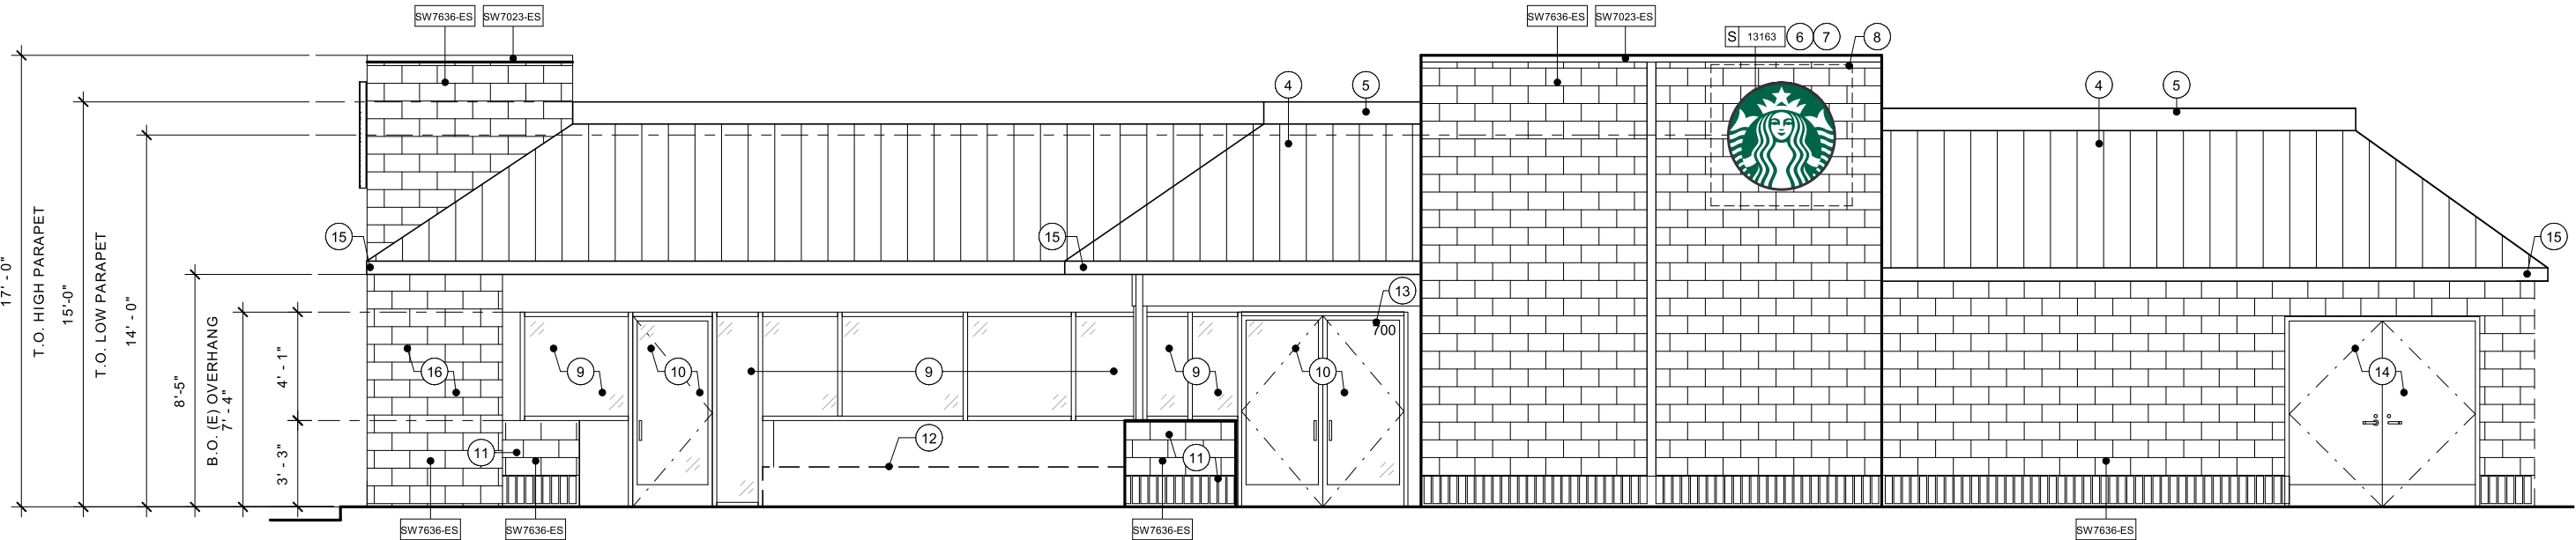 SW7636-ES
SW7023-ES
SW7636-ES
SW7023-ES
S 13163 6 7 8
4
5
4
5
17' - 0"
T.O. HIGH PARAPET
15'-0"
T.O. LOW PARAPET
14' - 0"
8'-5"
B.O. (E) OVERHANG
7' - 4"
4' - 1"
3' - 3"
15
15
15
13
700
16
9
10
9
9
10
14
11
12
11
SW7636-ES
SW7636-ES
SW7636-ES
SW7636-ES